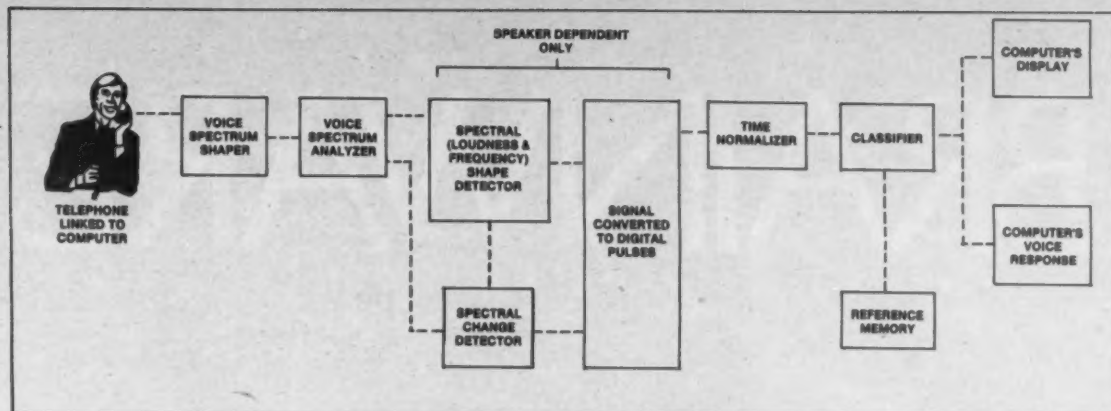 SPEAKER DEPENDENT
ONLY
TELEPHONE
LINKED TO
COMPUTER
VOICE
SPECTRUM
SHAPER
VOICE
SPECTRUM
ANALYZER
SPECTRAL
(LOUDNESS &
FREQUENCY)
SHAPE
DETECTOR
SPECTRAL
CHANGE
DETECTOR
SIGNAL
CONVERTED
TO DIGITAL
PULSES
TIME
NORMALIZER
CLASSIFIER
REFERENCE
MEMORY
COMPUTER'S
DISPLAY
COMPUTER'S
VOICE
RESPONSE